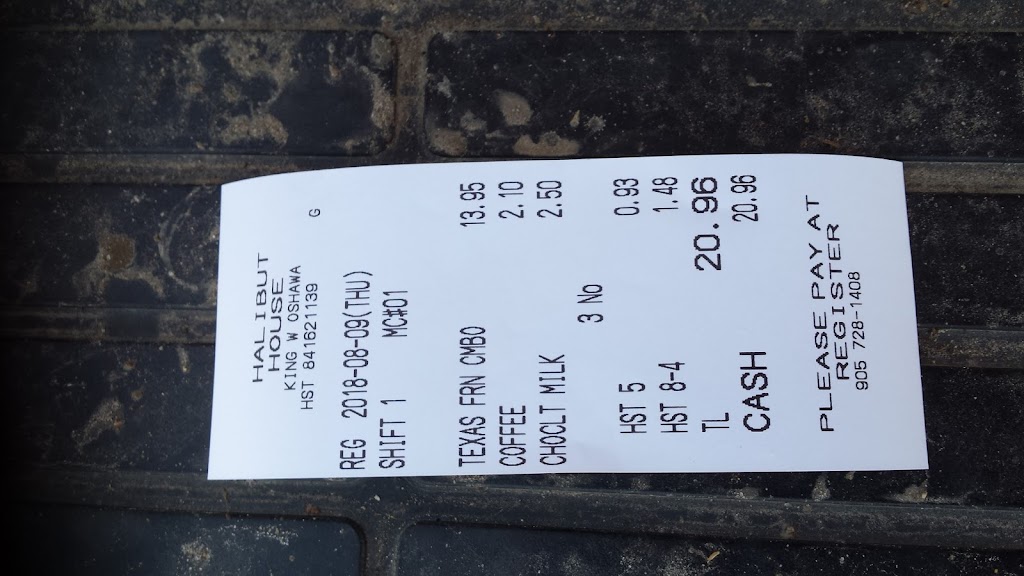 HALIBUT
HOUSE
KING W OSHAWA
HST 841621139
G
REG 2018-08-09(THU)
SHIFT 1 MC#01
TEXAS FRN CMBO 13.95
COFFEE 2.10
CHOCLT MILK 2.50
3 No
HST 5 0.93
HST 8-4 1.48
TL 20.96
CASH 20.96
PLEASE PAY AT
REGISTER
905 728-1408